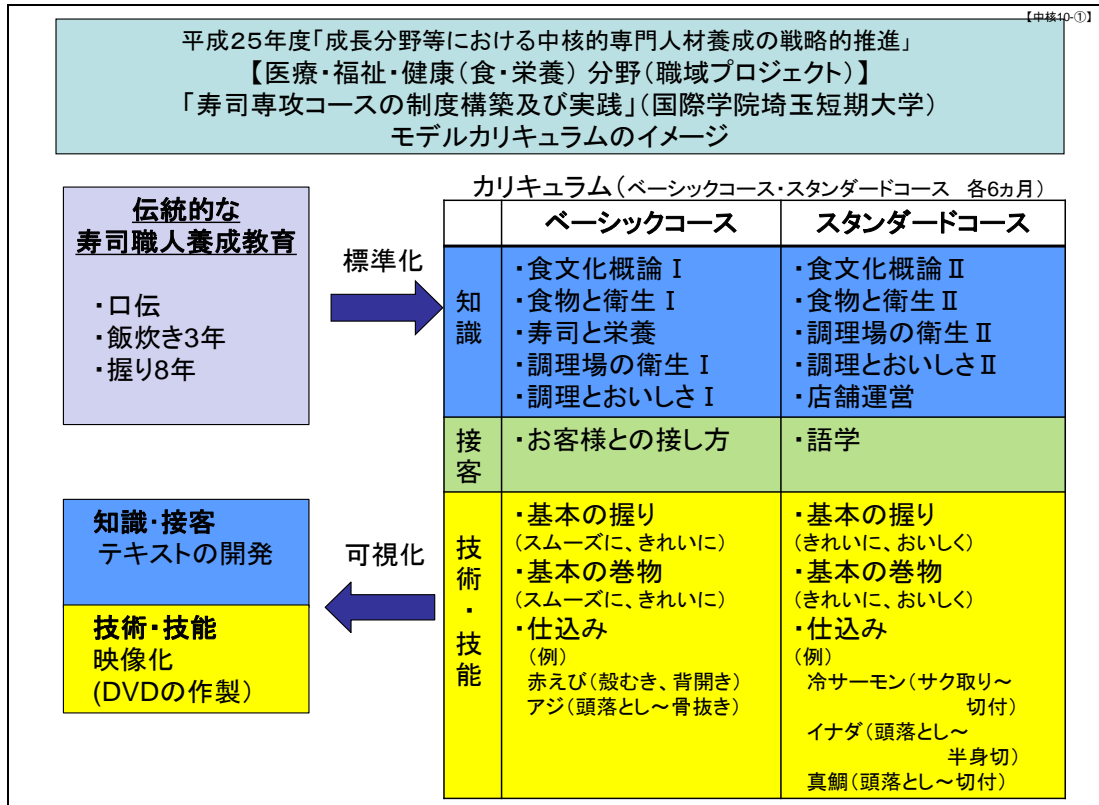 【中核10-①】
平成25年度「成長分野等における中核的専門人材養成の戦略的推進」
【医療・福祉・健康(食・栄養) 分野(職域プロジェクト)】
「寿司専攻コースの制度構築及び実践」(国際学院埼玉短期大学)
モデルカリキュラムのイメージ
伝統的な
寿司職人養成教育
・口伝
・飯炊き3年
・握り8年
標準化
カリキュラム(ベーシックコース・スタンダードコース 各6ヵ月)
ベーシックコース
スタンダードコース
知識
・食文化概論Ⅰ
・食物と衛生Ⅰ
・寿司と栄養
・調理場の衛生Ⅰ
・調理とおいしさⅠ
・食文化概論Ⅱ
・食物と衛生Ⅱ
・調理場の衛生Ⅱ
・調理とおいしさⅡ
・店舗運営
接客
・お客様との接し方
・語学
技術・技能
・基本の握り
(スムーズに、きれいに)
・基本の巻物
(スムーズに、きれいに)
・仕込み
(例)
赤えび(殻むき、背開き)
アジ(頭落とし~骨抜き)
・基本の握り
(きれいに、おいしく)
・基本の巻物
(きれいに、おいしく)
・仕込み
(例)
冷サーモン(サク取り~
切付)
イナダ(頭落とし~
半身切)
真鯛(頭落とし~切付)
可視化
知識・接客
テキストの開発
技術・技能
映像化
(DVDの作製)